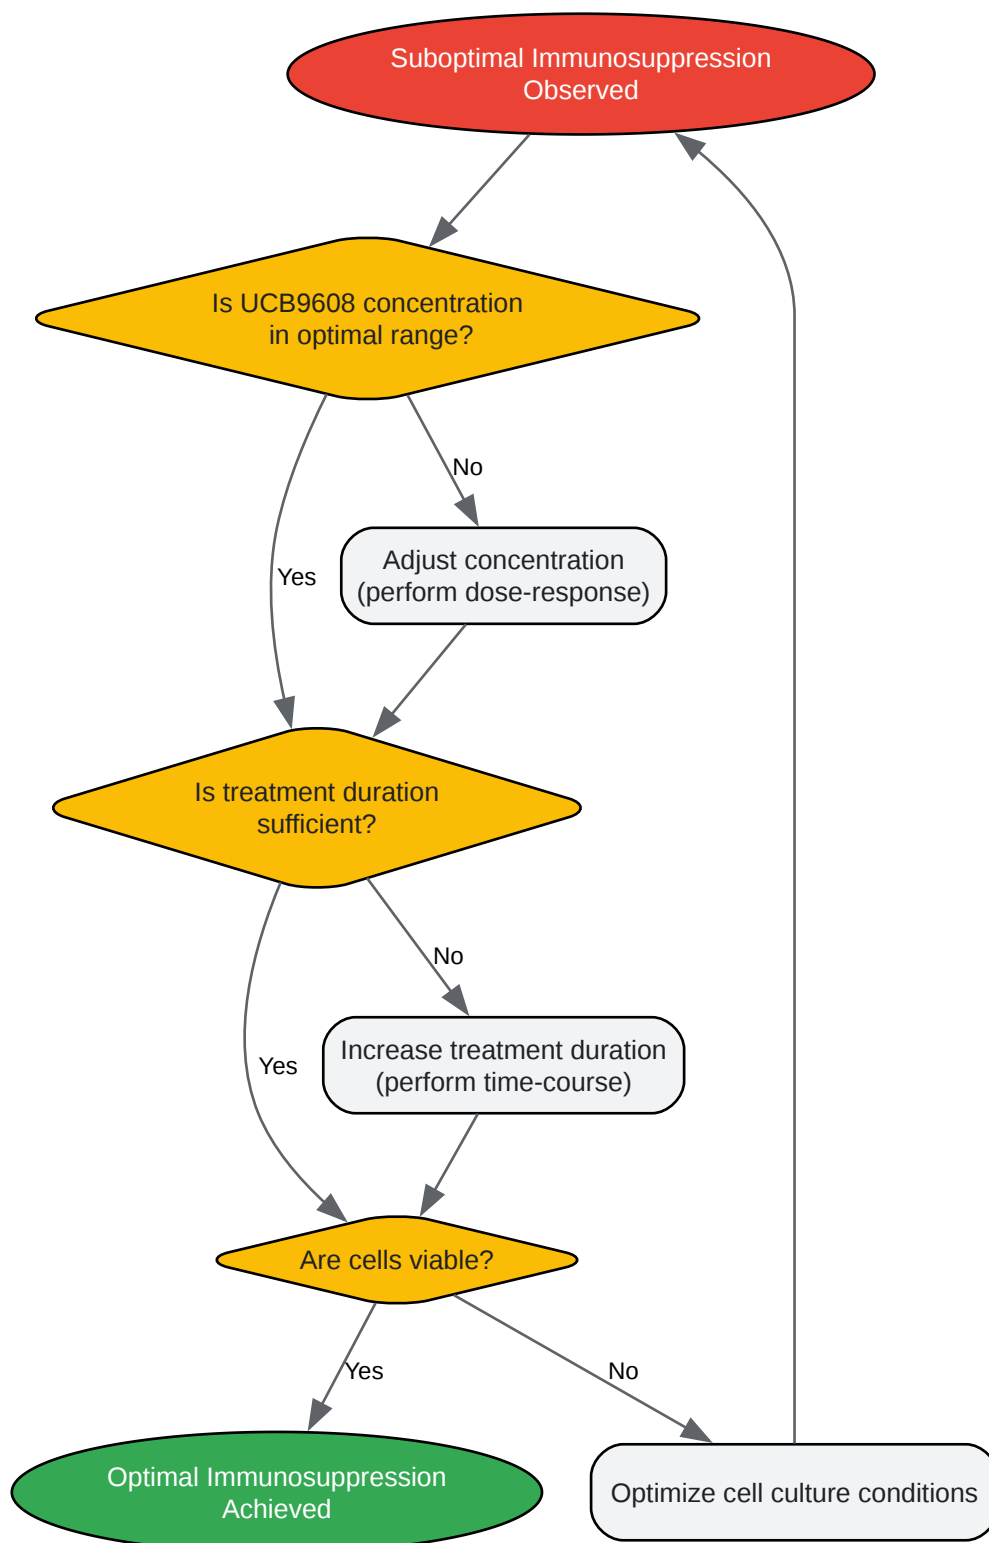 Suboptimal Immunosuppression
Observed
Is UCB9608 concentration
in optimal range?
No
Adjust concentration
(perform dose-response)
Yes
Is treatment duration
sufficient?
No
Increase treatment duration
(perform time-course)
Yes
Are cells viable?
Yes
No
Optimal Immunosuppression
Achieved
Optimize cell culture conditions